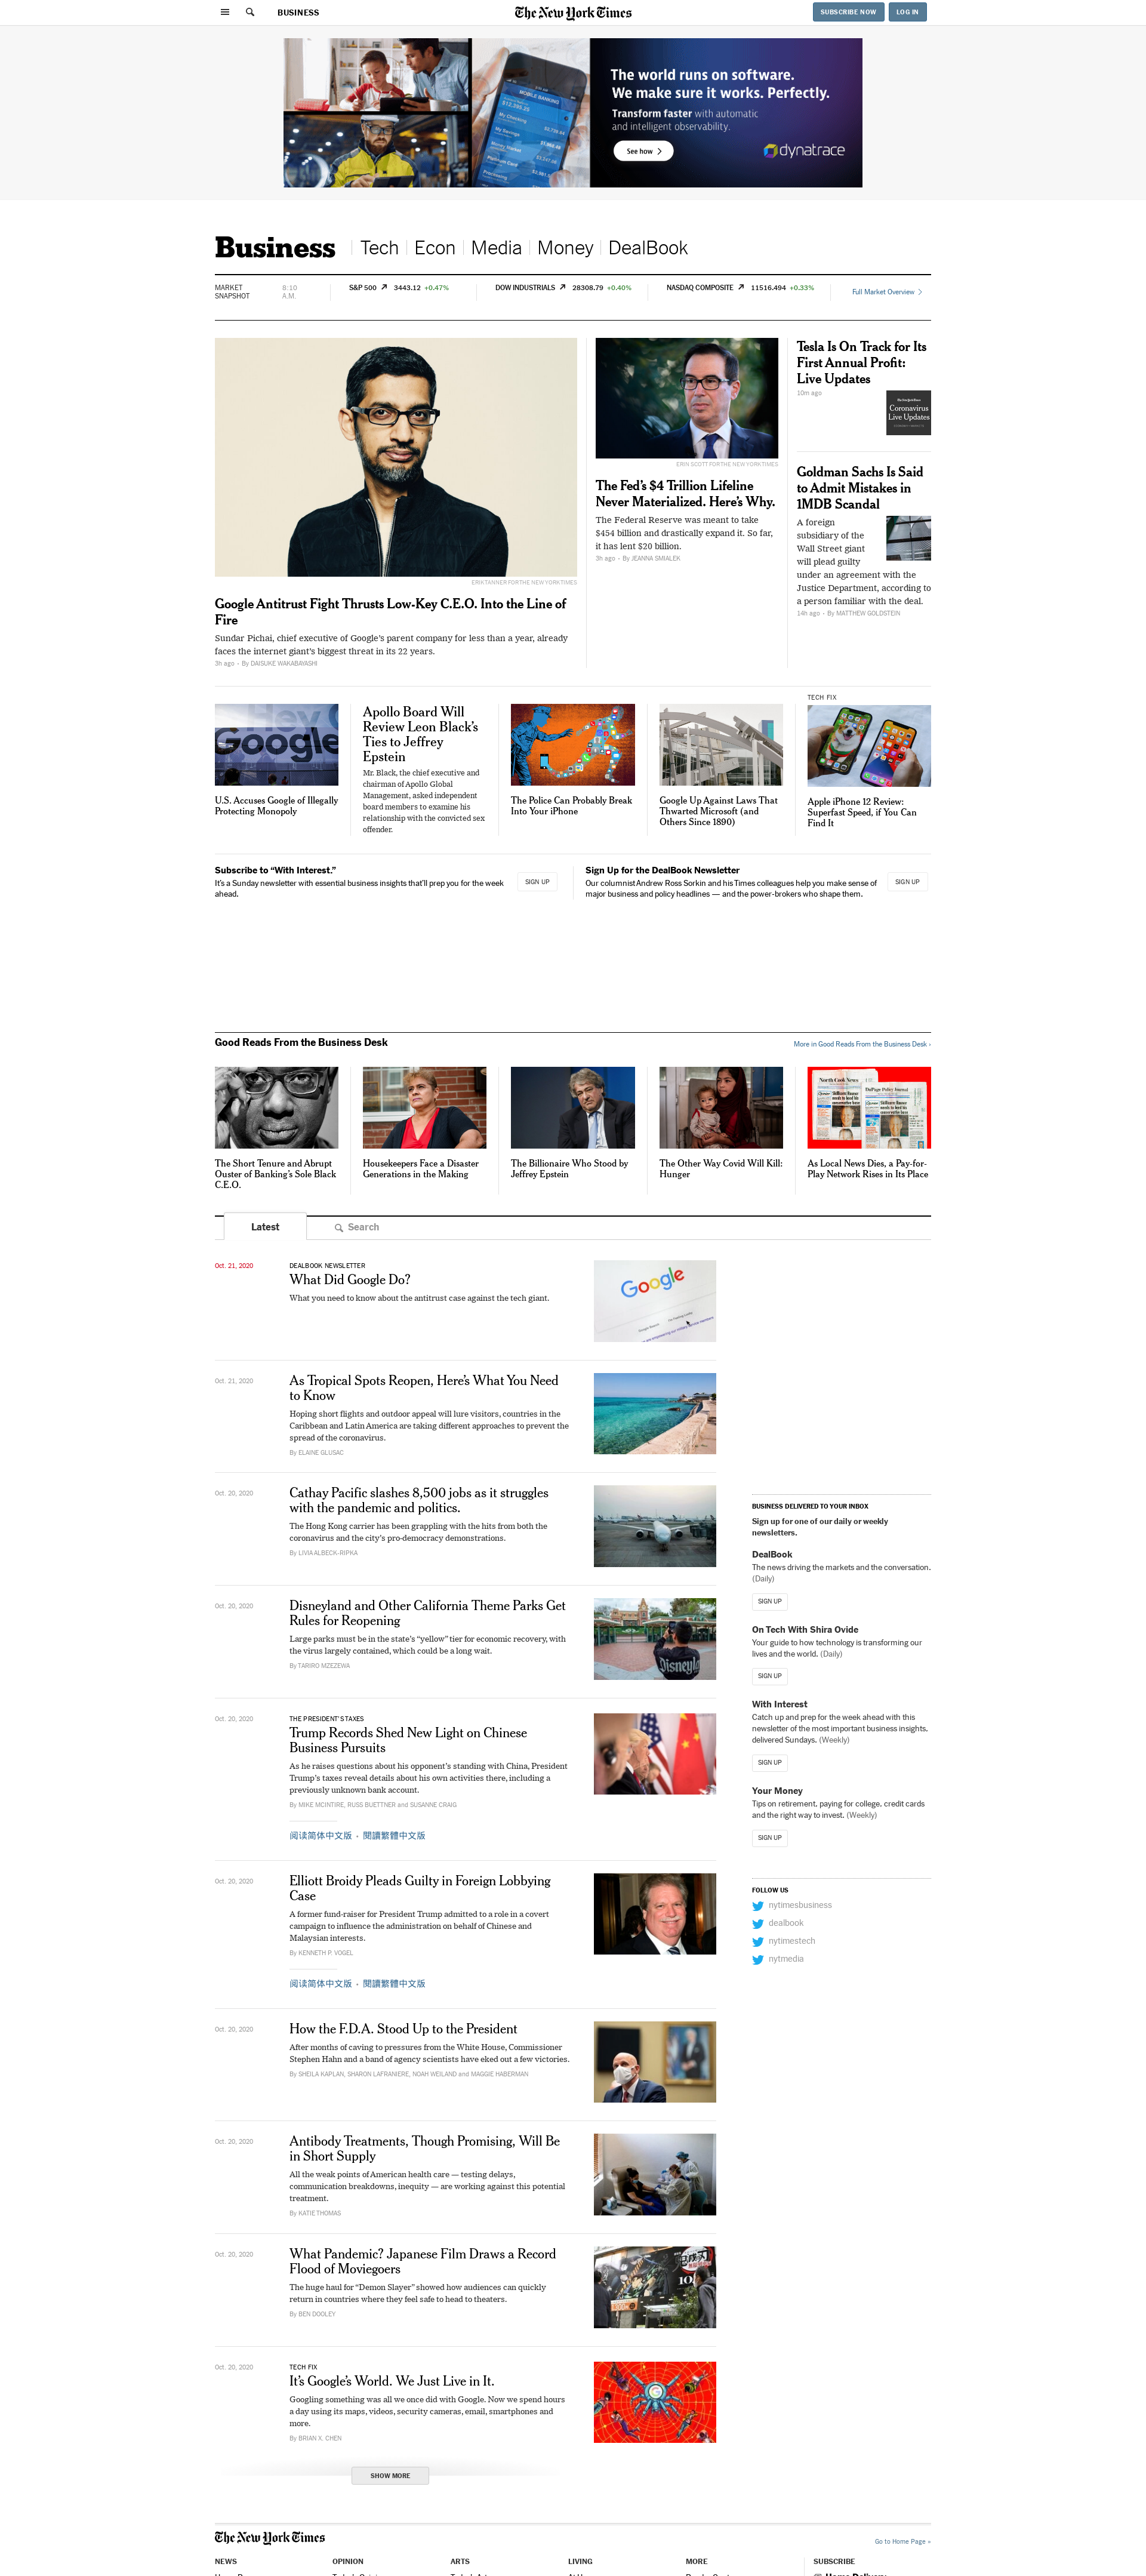 BUSINESS
The New York Times
SUBSCRIBE NOW
LOG IN
MOBILE BANKING
$12,395.25
My Checking
My Savings
The world runs on software.
We make sure it works. Perfectly.
Transform faster with automatic
and intelligent observability.
See how
dynatrace
Business
Tech
Econ
Media
Money
DealBook
MARKET
SNAPSHOT
8:10
A.M.
S&P 500 3443.12 +0.47%
DOW INDUSTRIALS 28308.79 +0.40%
NASDAQ COMPOSITE 11516.494 +0.33%
Full Market Overview
ERIK TANNER FOR THE NEW YORK TIMES
Google Antitrust Fight Thrusts Low-Key C.E.O. Into the Line of
Fire
Sundar Pichai, chief executive of Google's parent company for less than a year, already
faces the internet giant's biggest threat in its 22 years.
3h ago • By DAISUKE WAKABAYASHI
ERIN SCOTT FOR THE NEW YORK TIMES
The Fed's $4 Trillion Lifeline
Never Materialized. Here's Why.
The Federal Reserve was meant to take
$454 billion and drastically expand it. So far,
it has lent $20 billion.
3h ago • By JEANNA SMIALEK
Tesla Is On Track for Its
First Annual Profit:
Live Updates
10m ago
Coronavirus
Live Updates
Goldman Sachs Is Said
to Admit Mistakes in
1MDB Scandal
A foreign
subsidiary of the
Wall Street giant
will plead guilty
under an agreement with the
Justice Department, according to
a person familiar with the deal.
14h ago • By MATTHEW GOLDSTEIN
Google
U.S. Accuses Google of Illegally
Protecting Monopoly
Apollo Board Will
Review Leon Black's
Ties to Jeffrey
Epstein
Mr. Black, the chief executive and
chairman of Apollo Global
Management, asked independent
board members to examine his
relationship with the convicted sex
offender.
The Police Can Probably Break
Into Your iPhone
Google Up Against Laws That
Thwarted Microsoft (and
Others Since 1890)
TECH FIX
Apple iPhone 12 Review:
Superfast Speed, if You Can
Find It
Subscribe to “With Interest.”
It's a Sunday newsletter with essential business insights that'll prep you for the week
ahead.
SIGN UP
Sign Up for the DealBook Newsletter
Our columnist Andrew Ross Sorkin and his Times colleagues help you make sense of
major business and policy headlines — and the power-brokers who shape them.
SIGN UP
Good Reads From the Business Desk
More in Good Reads From the Business Desk ›
The Short Tenure and Abrupt
Ouster of Banking's Sole Black
C.E.O.
Housekeepers Face a Disaster
Generations in the Making
The Billionaire Who Stood by
Jeffrey Epstein
The Other Way Covid Will Kill:
Hunger
North Cook News
DuPage Policy Journal
As Local News Dies, a Pay-for-
Play Network Rises in Its Place
Latest
Search
Oct. 21, 2020
DEALBOOK NEWSLETTER
What Did Google Do?
What you need to know about the antitrust case against the tech giant.
Google
Oct. 21, 2020
As Tropical Spots Reopen, Here's What You Need
to Know
Hoping short flights and outdoor appeal will lure visitors, countries in the
Caribbean and Latin America are taking different approaches to prevent the
spread of the coronavirus.
By ELAINE GLUSAC
Oct. 20, 2020
Cathay Pacific slashes 8,500 jobs as it struggles
with the pandemic and politics.
The Hong Kong carrier has been grappling with the hits from both the
coronavirus and the city's pro-democracy demonstrations.
By LIVIA ALBECK-RIPKA
Oct. 20, 2020
Disneyland and Other California Theme Parks Get
Rules for Reopening
Large parks must be in the state's “yellow” tier for economic recovery, with
the virus largely contained, which could be a long wait.
By TARIRO MZEZEWA
Oct. 20, 2020
THE PRESIDENT'S TAXES
Trump Records Shed New Light on Chinese
Business Pursuits
As he raises questions about his opponent's standing with China, President
Trump's taxes reveal details about his own activities there, including a
previously unknown bank account.
By MIKE MCINTIRE, RUSS BUETTNER and SUSANNE CRAIG
阅读简体中文版 • 閱讀繁體中文版
Oct. 20, 2020
Elliott Broidy Pleads Guilty in Foreign Lobbying
Case
A former fund-raiser for President Trump admitted to a role in a covert
campaign to influence the administration on behalf of Chinese and
Malaysian interests.
By KENNETH P. VOGEL
阅读简体中文版 • 閱讀繁體中文版
Oct. 20, 2020
How the F.D.A. Stood Up to the President
After months of caving to pressures from the White House, Commissioner
Stephen Hahn and a band of agency scientists have eked out a few victories.
By SHEILA KAPLAN, SHARON LAFRANIERE, NOAH WEILAND and MAGGIE HABERMAN
Oct. 20, 2020
Antibody Treatments, Though Promising, Will Be
in Short Supply
All the weak points of American health care — testing delays,
communication breakdowns, inequity — are working against this potential
treatment.
By KATIE THOMAS
Oct. 20, 2020
What Pandemic? Japanese Film Draws a Record
Flood of Moviegoers
The huge haul for “Demon Slayer” showed how audiences can quickly
return in countries where they feel safe to head to theaters.
By BEN DOOLEY
Oct. 20, 2020
TECH FIX
It's Google's World. We Just Live in It.
Googling something was all we once did with Google. Now we spend hours
a day using its maps, videos, security cameras, email, smartphones and
more.
By BRIAN X. CHEN
SHOW MORE
BUSINESS DELIVERED TO YOUR INBOX
Sign up for one of our daily or weekly
newsletters.
DealBook
The news driving the markets and the conversation.
(Daily)
SIGN UP
On Tech With Shira Ovide
Your guide to how technology is transforming our
lives and the world. (Daily)
SIGN UP
With Interest
Catch up and prep for the week ahead with this
newsletter of the most important business insights,
delivered Sundays. (Weekly)
SIGN UP
Your Money
Tips on retirement, paying for college, credit cards
and the right way to invest. (Weekly)
SIGN UP
FOLLOW US
nytimesbusiness
dealbook
nytimestech
nytmedia
The New York Times
Go to Home Page »
NEWS
OPINION
ARTS
LIVING
MORE
SUBSCRIBE